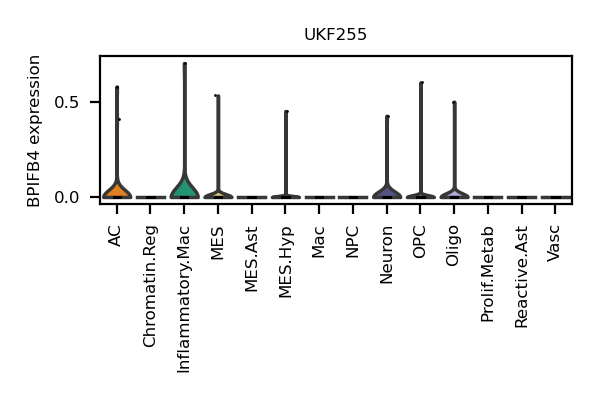 UKF255
BPIFB4 expression
0.5
0.0
AC
Chromatin.Reg
Inflammatory.Mac
MES
MES.Ast
MES.Hyp
Mac
NPC
Neuron
OPC
Oligo
Prolif.Metab
Reactive.Ast
Vasc